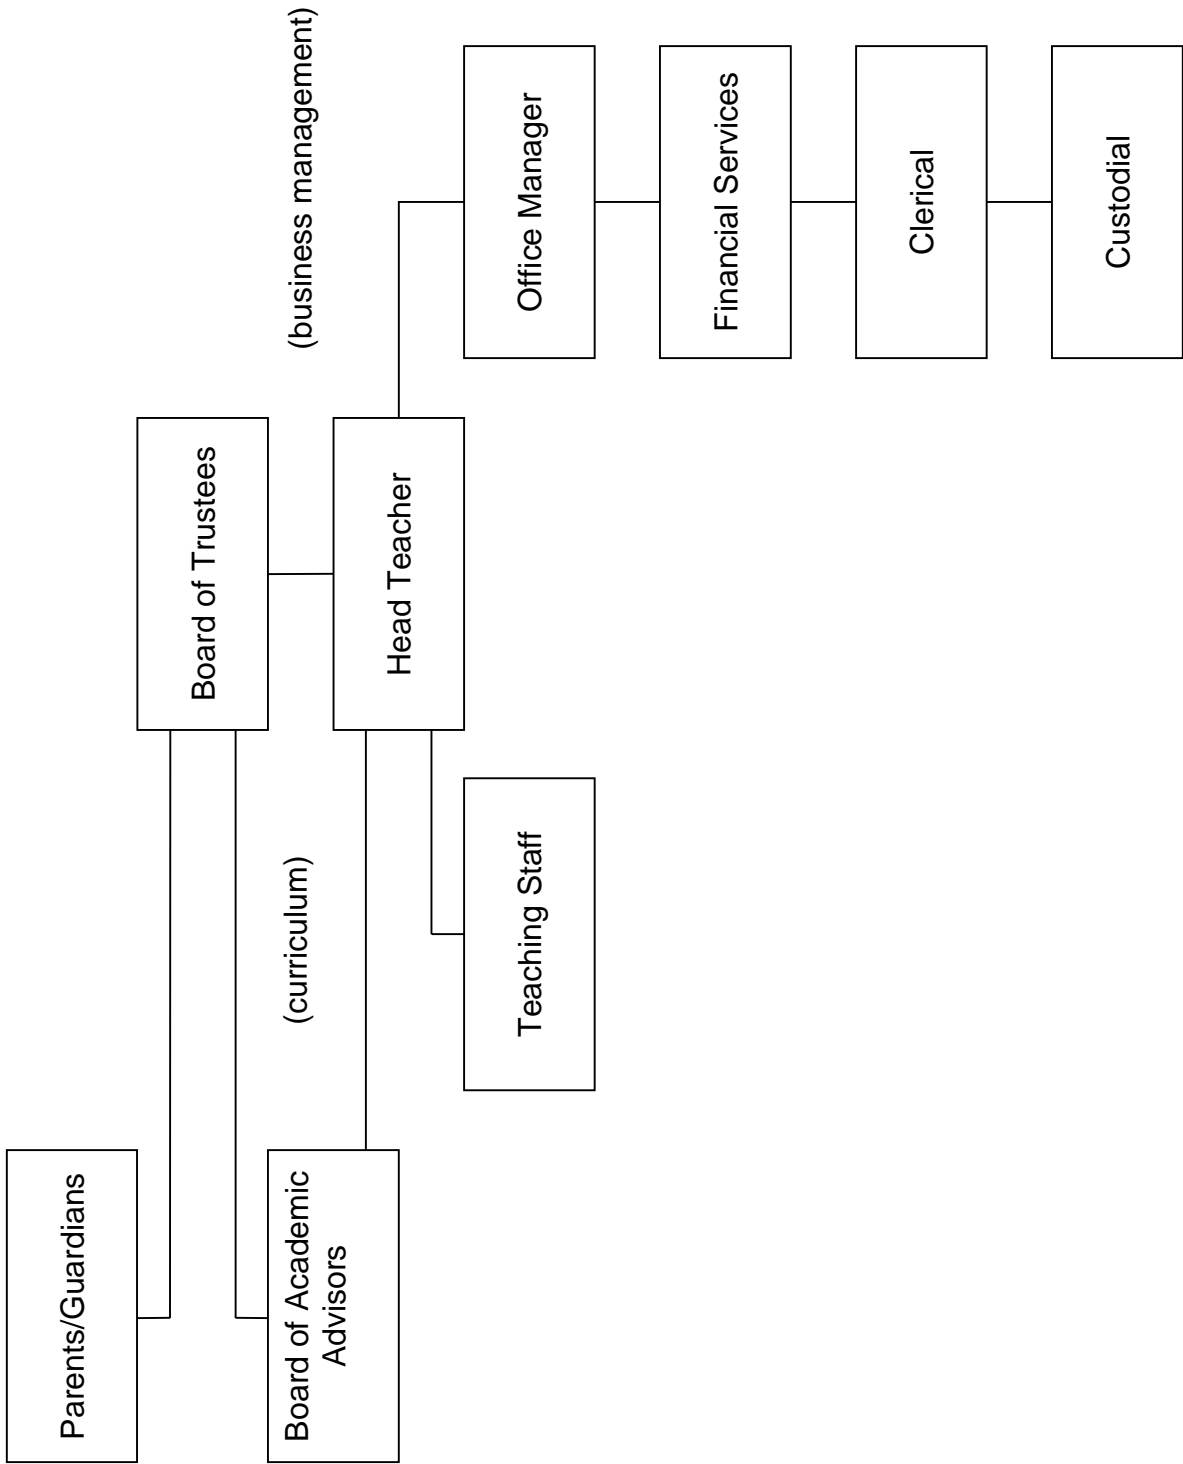 Parents/Guardians
Board of Trustees
(curriculum)
(business management)
Board of Academic
Advisors
Head Teacher
Teaching Staff
Office Manager
Financial Services
Clerical
Custodial